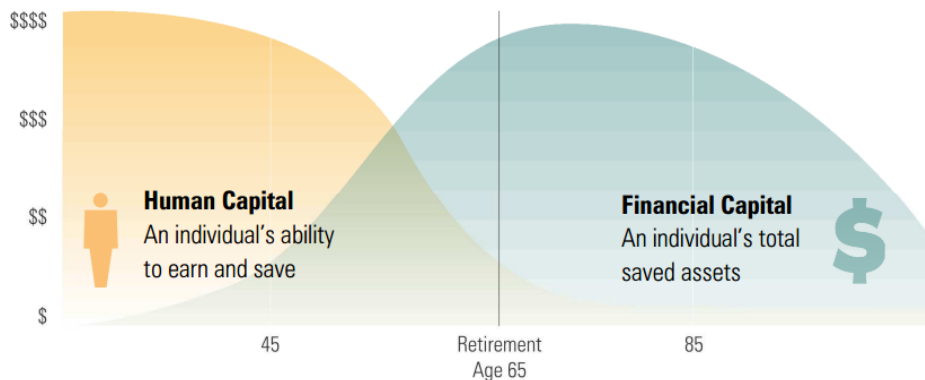 $$$$
$$$
$$
$
Human Capital
An individual's ability
to earn and save
Financial Capital
An individual's total
saved assets
$
45
Retirement
Age 65
85